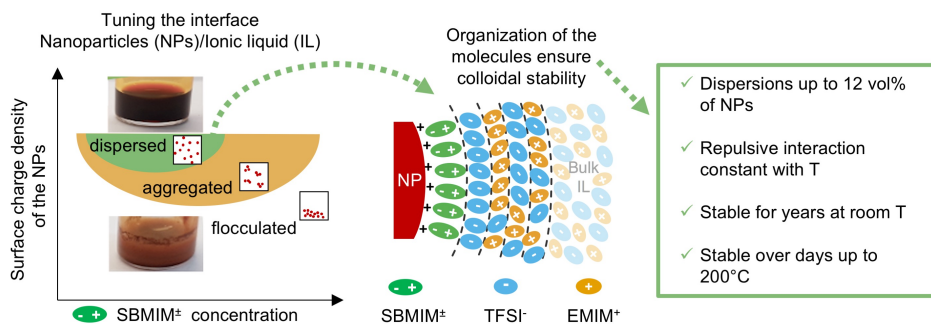 Tuning the interface
Nanoparticles (NPs)/Ionic liquid (IL)
Surface charge density
of the NPs
dispersed
aggregated
flocculated
- + SBMIM± concentration
Organization of the
molecules ensure
colloidal stability
NP
Bulk
IL
SBMIM±
TFSI-
EMIM+
✓ Dispersions up to 12 vol%
of NPs
✓ Repulsive interaction
constant with T
✓ Stable for years at room T
✓ Stable over days up to
200°C